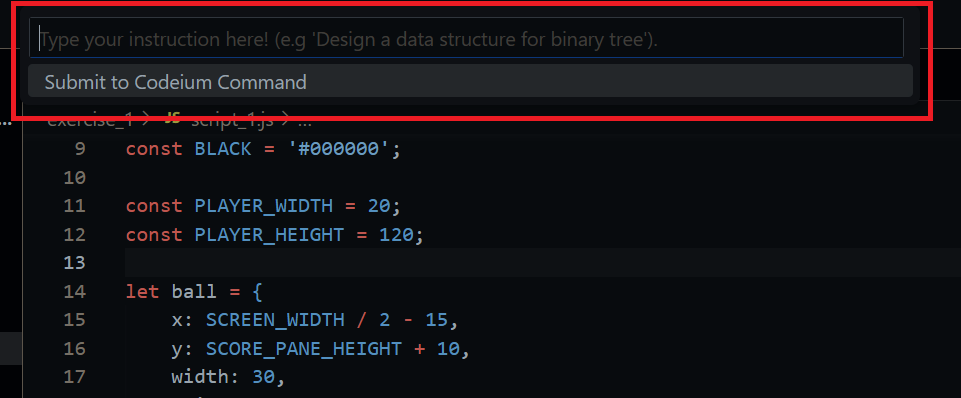 Type your instruction here! (e.g 'Design a data structure for binary tree').
Submit to Codeium Command
... exercise_1 > JS script_1.js > ...
9 const BLACK = '#000000';
10
11 const PLAYER_WIDTH = 20;
12 const PLAYER_HEIGHT = 120;
13
14 let ball = {
15 x: SCREEN_WIDTH / 2 - 15,
16 y: SCORE_PANE_HEIGHT + 10,
17 width: 30,